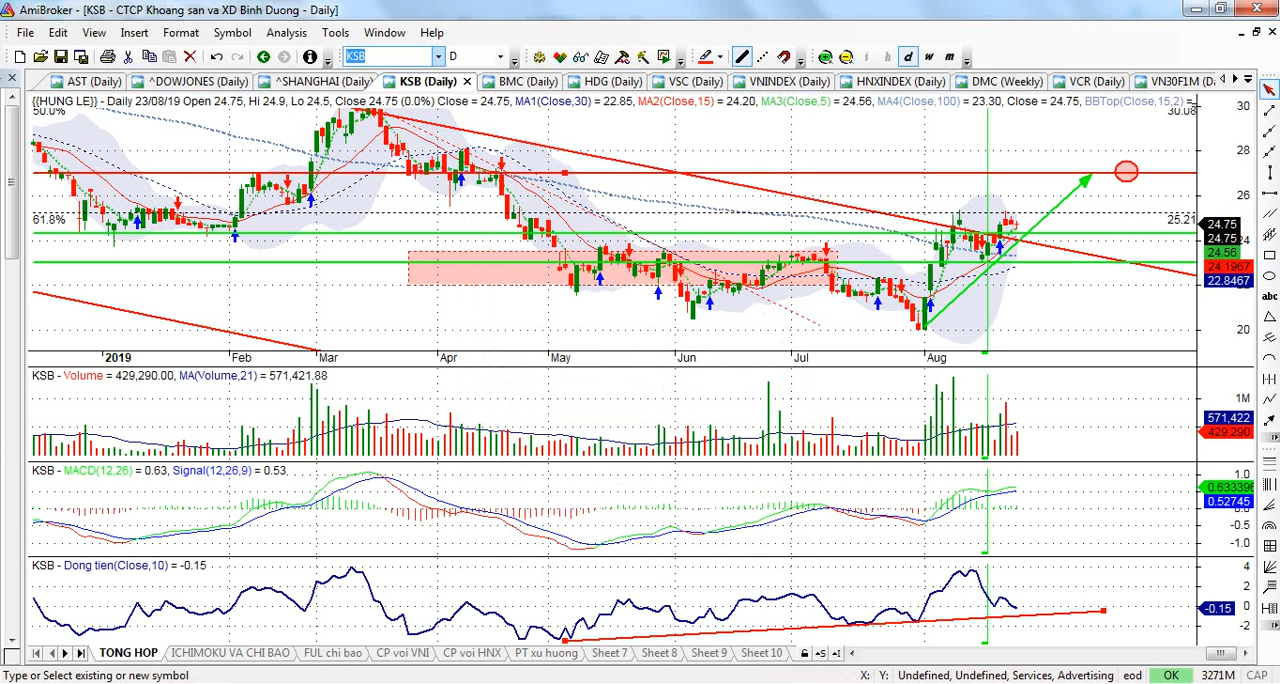 AmiBroker - [KSB - CTCP Khoang san va XD Binh Duong - Daily]
File Edit View Insert Format Symbol Analysis Tools Window Help
KSB D i h d w m
AST (Daily) ^DOWJONES (Daily) ^SHANGHAI (Daily) KSB (Daily) BMC (Daily) HDG (Daily) VSC (Daily) VNINDEX (Daily) HNXINDEX (Daily) DMC (Weekly) VCR (Daily) VN30F1M (D
{{HUNG LE}} - Daily 23/08/19 Open 24.75, Hi 24.9, Lo 24.5, Close 24.75 (0.0%) Close = 24.75, MA1(Close,30) = 22.85, MA2(Close,15) = 24.20, MA3(Close,5) = 24.56, MA4(Close,100) = 23.30, Close = 24.75, BBTop(Close,15,2) =
30
50.0% 30.08
28
26
61.8% 25.21
24.75
24.75
24
24.56
24.1967
22.8467
20
2019 Feb Mar Apr May Jun Jul Aug
KSB - Volume = 429,290.00, MA(Volume,21) = 571,421.88
1M
571,422
429,290
KSB - MACD(12,26) = 0.63, Signal(12,26,9) = 0.53,
1.0
0.633396
0.52745
-0.5
-1.0
KSB - Dong tien(Close,10) = -0.15
4
2
0
-0.15
-2
abc
TONG HOP ICHIMOKU VA CHI BAO FUL chi bao CP voi VNI CP voi HNX PT xu huong Sheet 7 Sheet 8 Sheet 9 Sheet 10
Type or Select existing or new symbol X: Y: Undefined, Undefined, Services, Advertising eod OK 3271M CAP